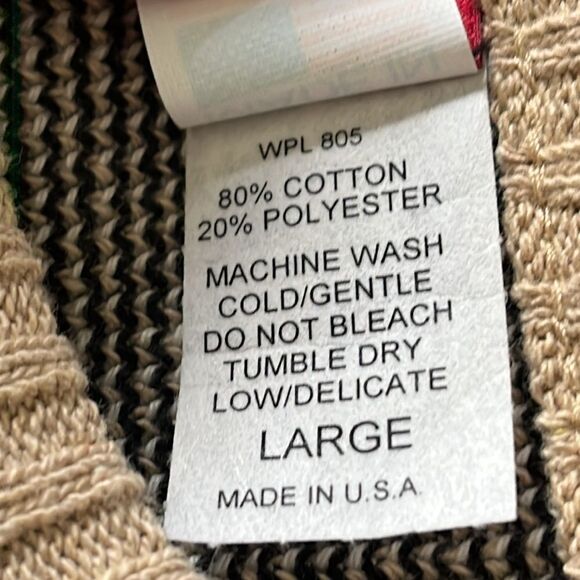 WPL 805
80% COTTON
20% POLYESTER
MACHINE WASH
COLD/GENTLE
DO NOT BLEACH
TUMBLE DRY
LOW/DELICATE
LARGE
MADE IN U.S.A.